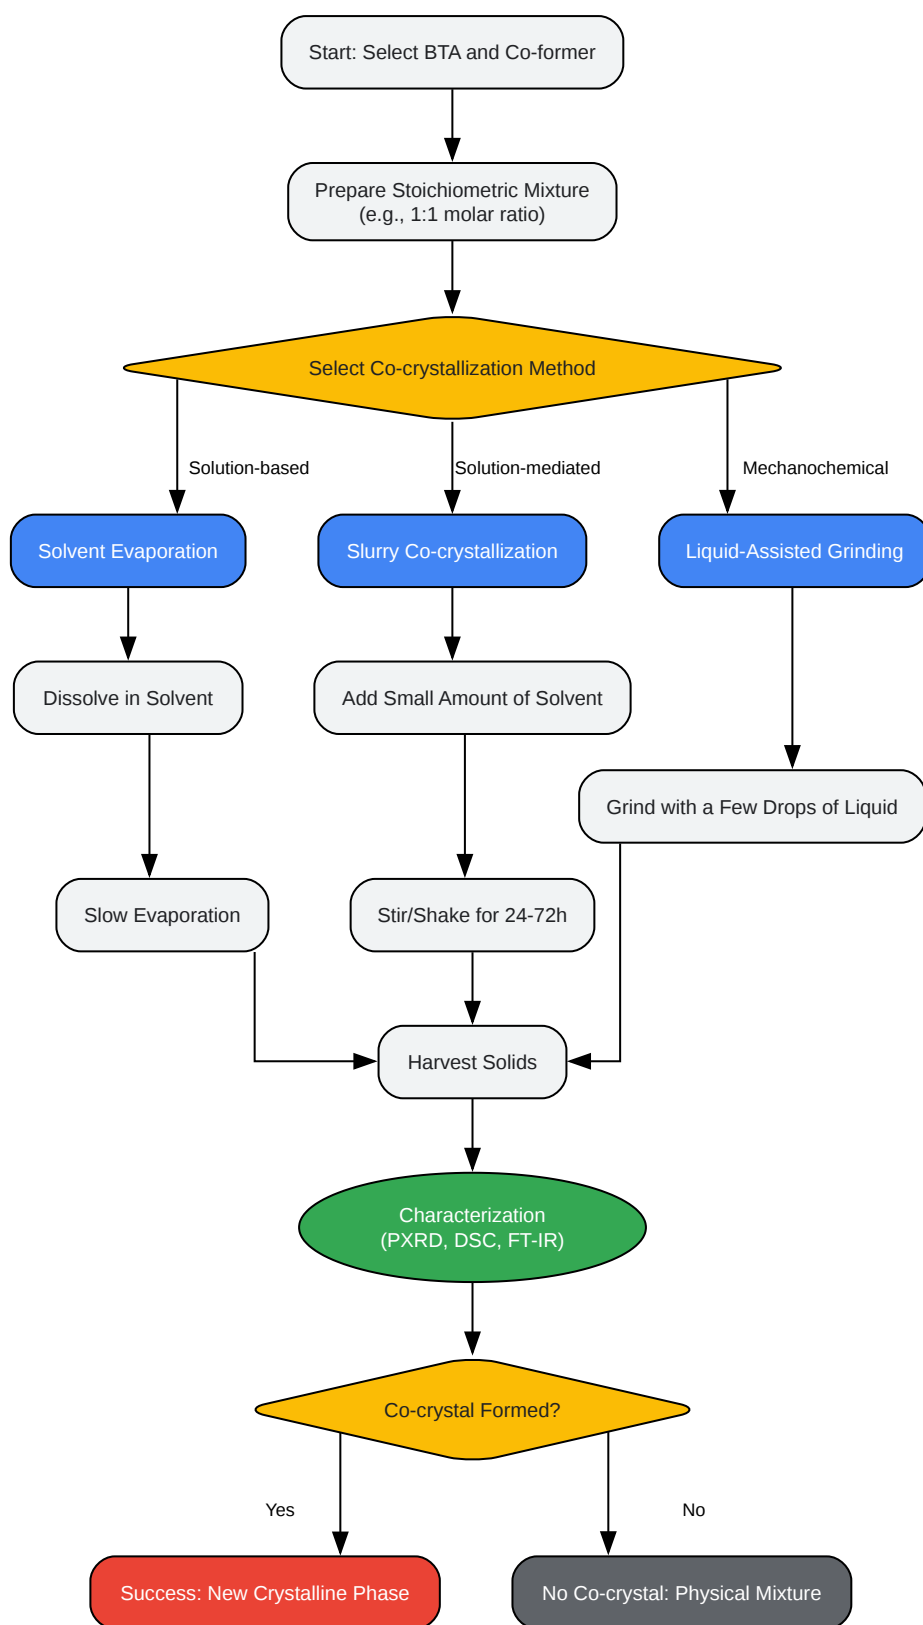 Start: Select BTA and Co-former
Prepare Stoichiometric Mixture
(e.g., 1:1 molar ratio)
Select Co-crystallization Method
Solution-based
Solution-mediated
Mechanochemical
Solvent Evaporation
Slurry Co-crystallization
Liquid-Assisted Grinding
Dissolve in Solvent
Add Small Amount of Solvent
Grind with a Few Drops of Liquid
Slow Evaporation
Stir/Shake for 24-72h
Harvest Solids
Characterization
(PXRD, DSC, FT-IR)
Co-crystal Formed?
Yes
No
Success: New Crystalline Phase
No Co-crystal: Physical Mixture